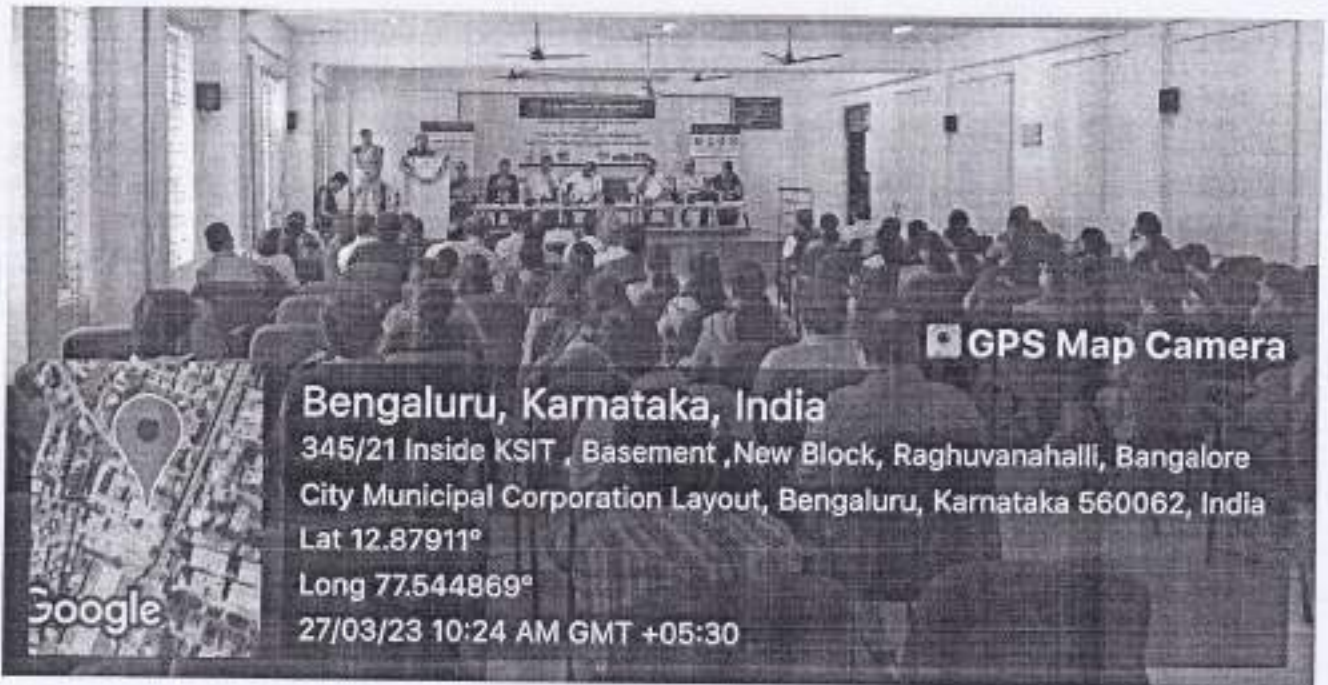 GPS Map Camera
Bengaluru, Karnataka, India
345/21 Inside KSIT , Basement ,New Block, Raghuvanahalli, Bangalore
City Municipal Corporation Layout, Bengaluru, Karnataka 560062, India
Lat 12.87911°
Long 77.544869°
27/03/23 10:24 AM GMT +05:30
Google